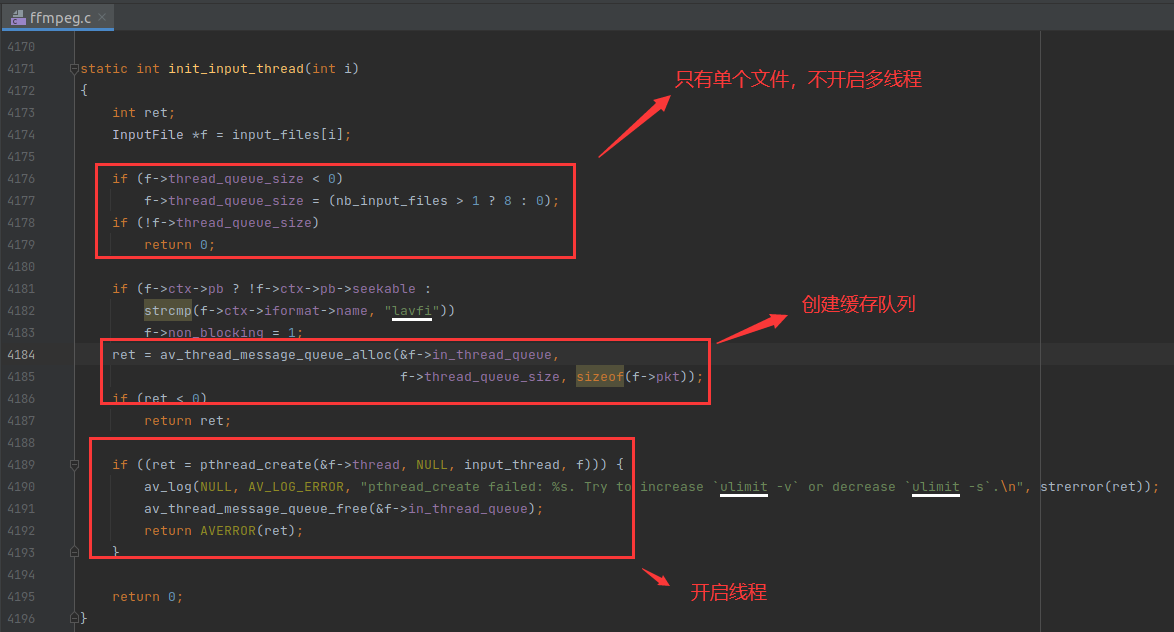 ffmpeg.c
4170
4171 static int init_input_thread(int i)
4172 {
4173 int ret;
4174 InputFile *f = input_files[i];
4175
4176 if (f->thread_queue_size < 0)
4177 f->thread_queue_size = (nb_input_files > 1 ? 8 : 0);
4178 if (!f->thread_queue_size)
4179 return 0;
4180
4181 if (f->ctx->pb ? !f->ctx->pb->seekable :
4182 strcmp(f->ctx->iformat->name, "lavfi"))
4183 f->non_blocking = 1;
4184 ret = av_thread_message_queue_alloc(&f->in_thread_queue,
4185 f->thread_queue_size, sizeof(f->pkt));
4186 if (ret < 0)
4187 return ret;
4188
4189 if ((ret = pthread_create(&f->thread, NULL, input_thread, f))) {
4190 av_log(NULL, AV_LOG_ERROR, "pthread_create failed: %s. Try to increase `ulimit -v` or decrease `ulimit -s`.\n", strerror(ret));
4191 av_thread_message_queue_free(&f->in_thread_queue);
4192 return AVERROR(ret);
4193 }
4194
4195 return 0;
4196 }
只有单个文件，不开启多线程
创建缓存队列
开启线程